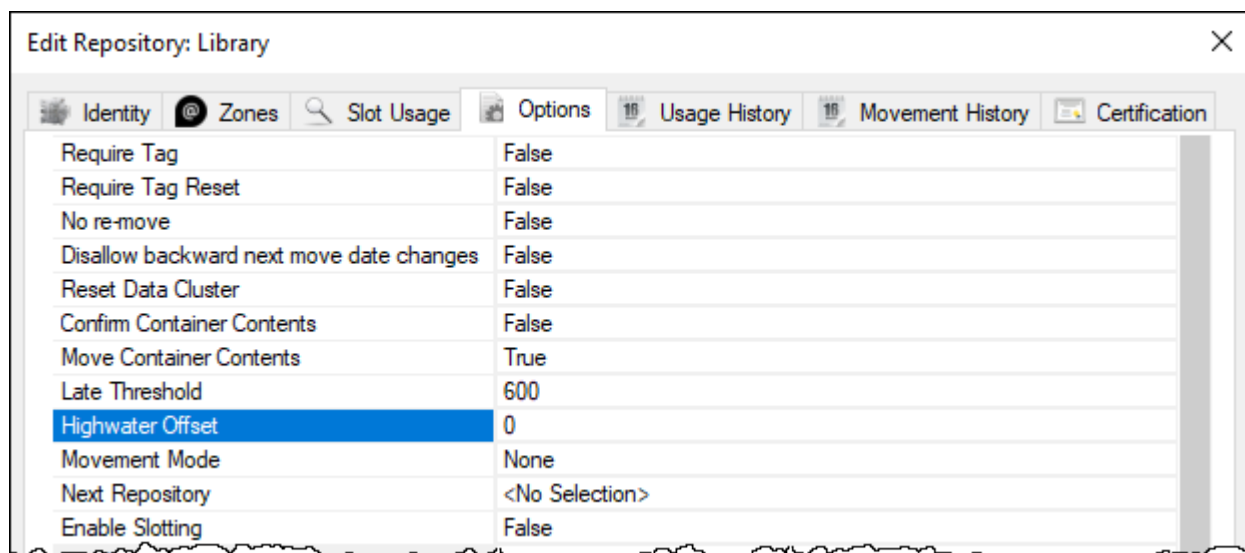 Edit Repository: Library
Identity Zones Slot Usage Options Usage History Movement History Certification
Require Tag False
Require Tag Reset False
No re-move False
Disallow backward next move date changes False
Reset Data Cluster False
Confirm Container Contents False
Move Container Contents True
Late Threshold 600
Highwater Offset 0
Movement Mode None
Next Repository <No Selection>
Enable Slotting False